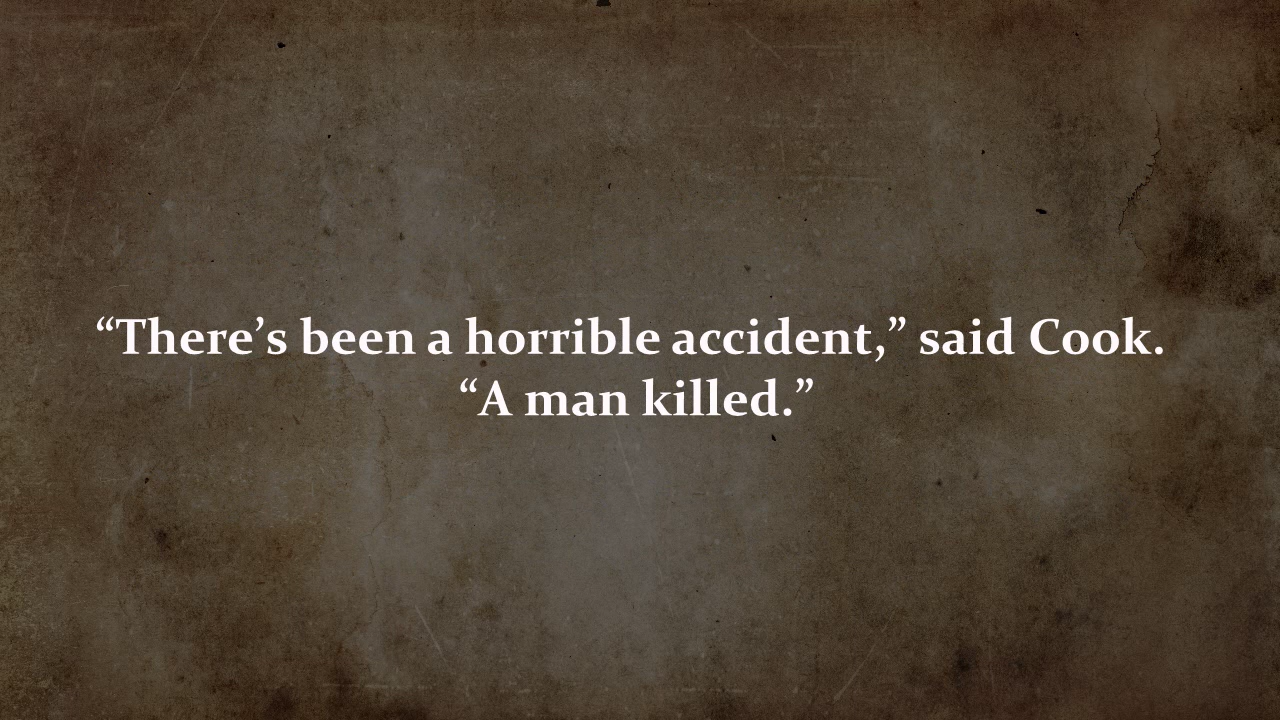 “There’s been a horrible accident,” said Cook.
“A man killed.”